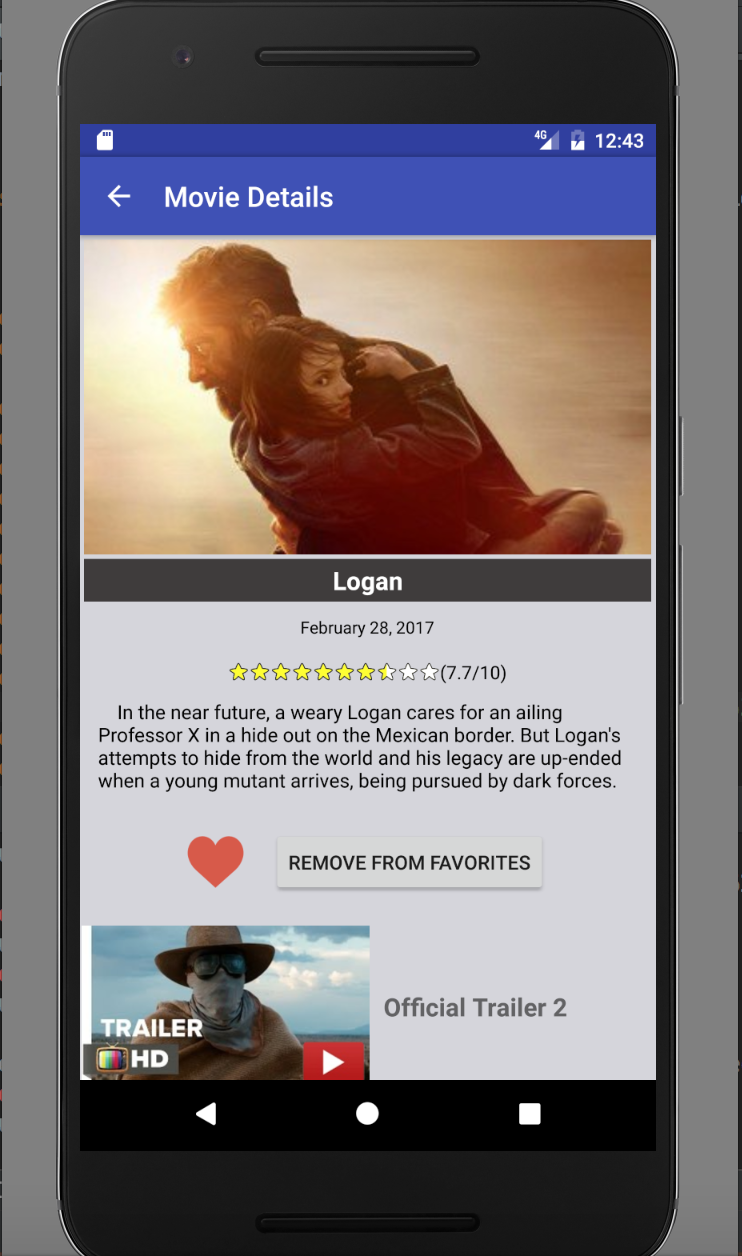 4G 12:43
Movie Details
Logan
February 28, 2017
(7.7/10)
In the near future, a weary Logan cares for an ailing
Professor X in a hide out on the Mexican border. But Logan's
attempts to hide from the world and his legacy are up-ended
when a young mutant arrives, being pursued by dark forces.
REMOVE FROM FAVORITES
TRAILER
HD
Official Trailer 2